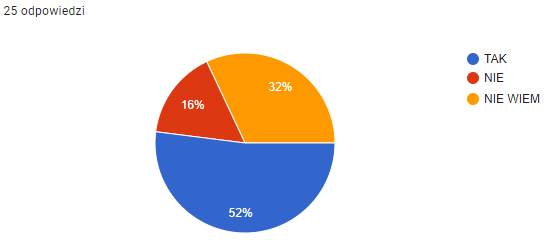 25 odpowiedzi
TAK
NIE
NIE WIEM
32%
16%
52%